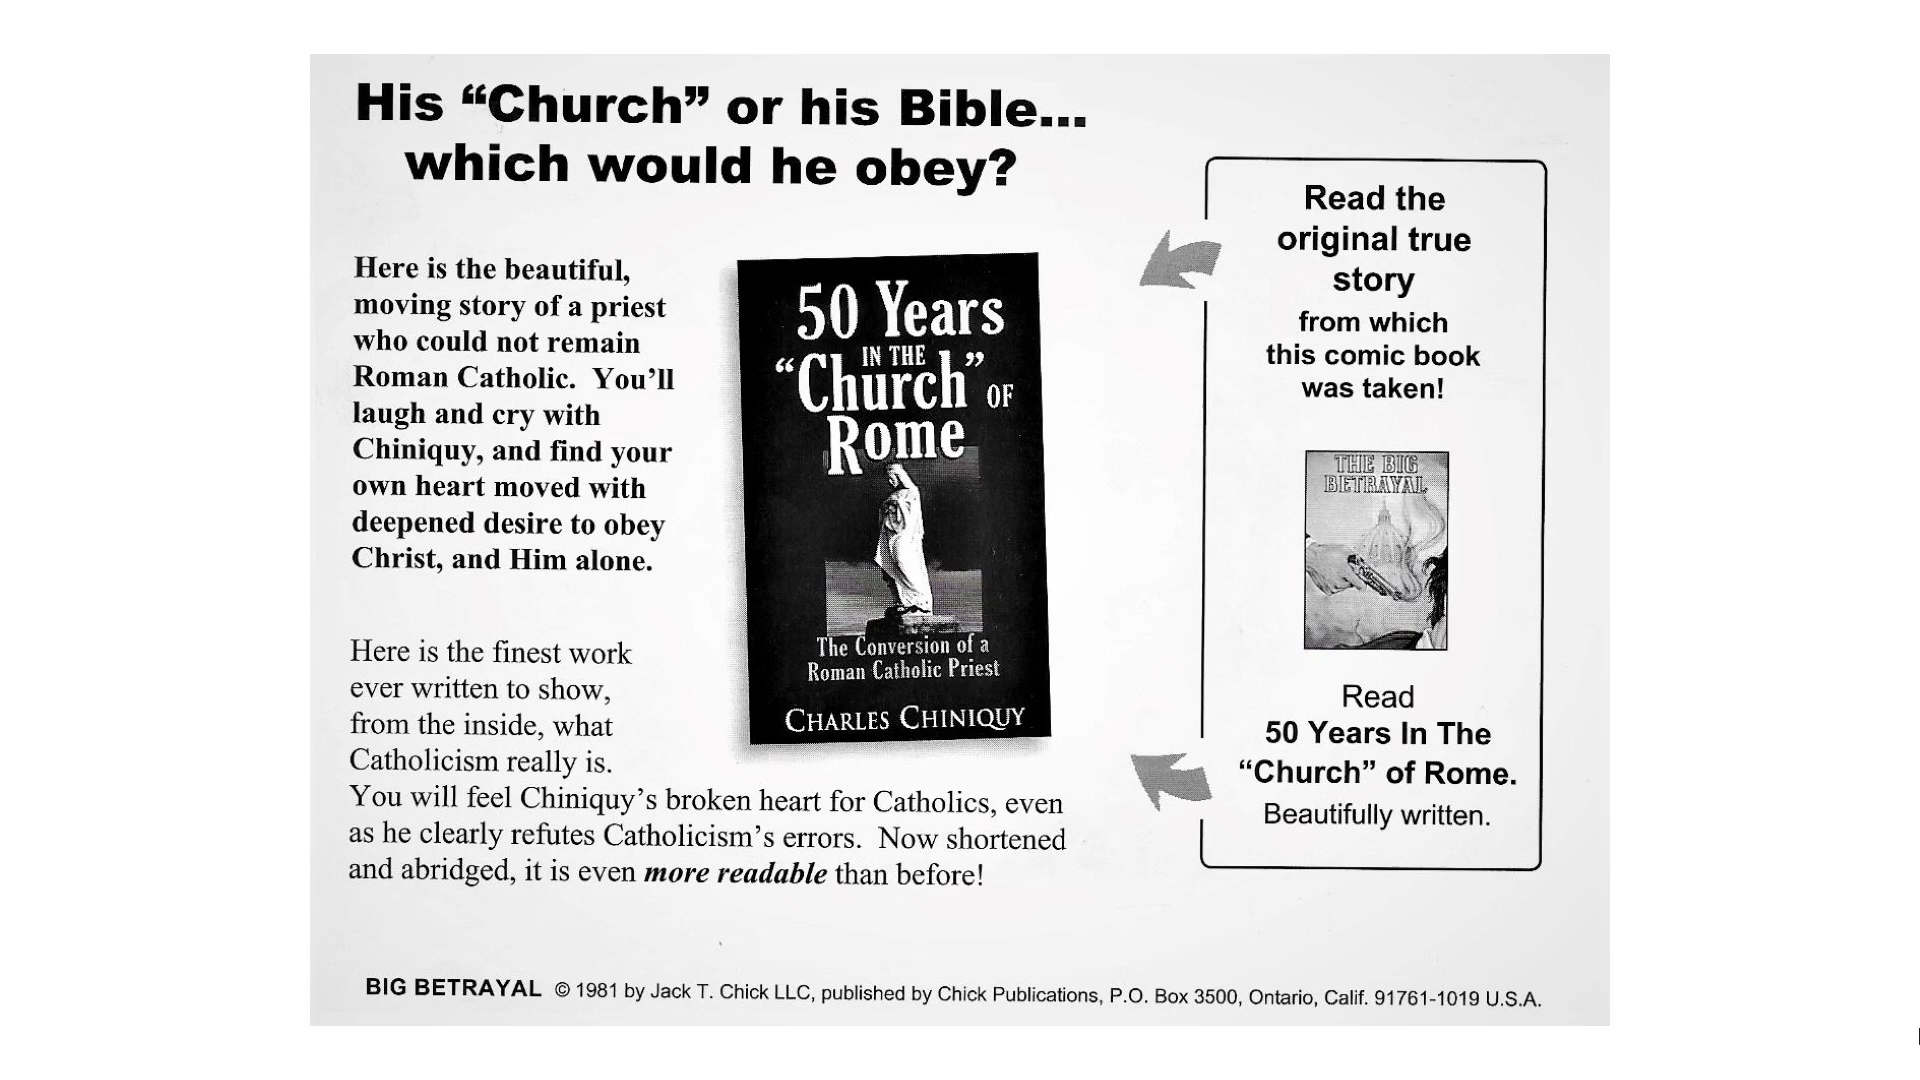 His “Church” or his Bible...
which would he obey?
Here is the beautiful,
moving story of a priest
who could not remain
Roman Catholic. You’ll
laugh and cry with
Chiniquy, and find your
own heart moved with
deepened desire to obey
Christ, and Him alone.
Here is the finest work
ever written to show,
from the inside, what
Catholicism really is.
You will feel Chiniquy’s broken heart for Catholics, even
as he clearly refutes Catholicism’s errors. Now shortened
and abridged, it is even more readable than before!
50 Years
IN THE
“Church” OF
Rome
The Conversion of a
Roman Catholic Priest
CHARLES CHINIQUY
Read the
original true
story
from which
this comic book
was taken!
THE BIG
BETRAYAL
Read
50 Years In The
“Church” of Rome.
Beautifully written.
BIG BETRAYAL © 1981 by Jack T. Chick LLC, published by Chick Publications, P.O. Box 3500, Ontario, Calif. 91761-1019 U.S.A.